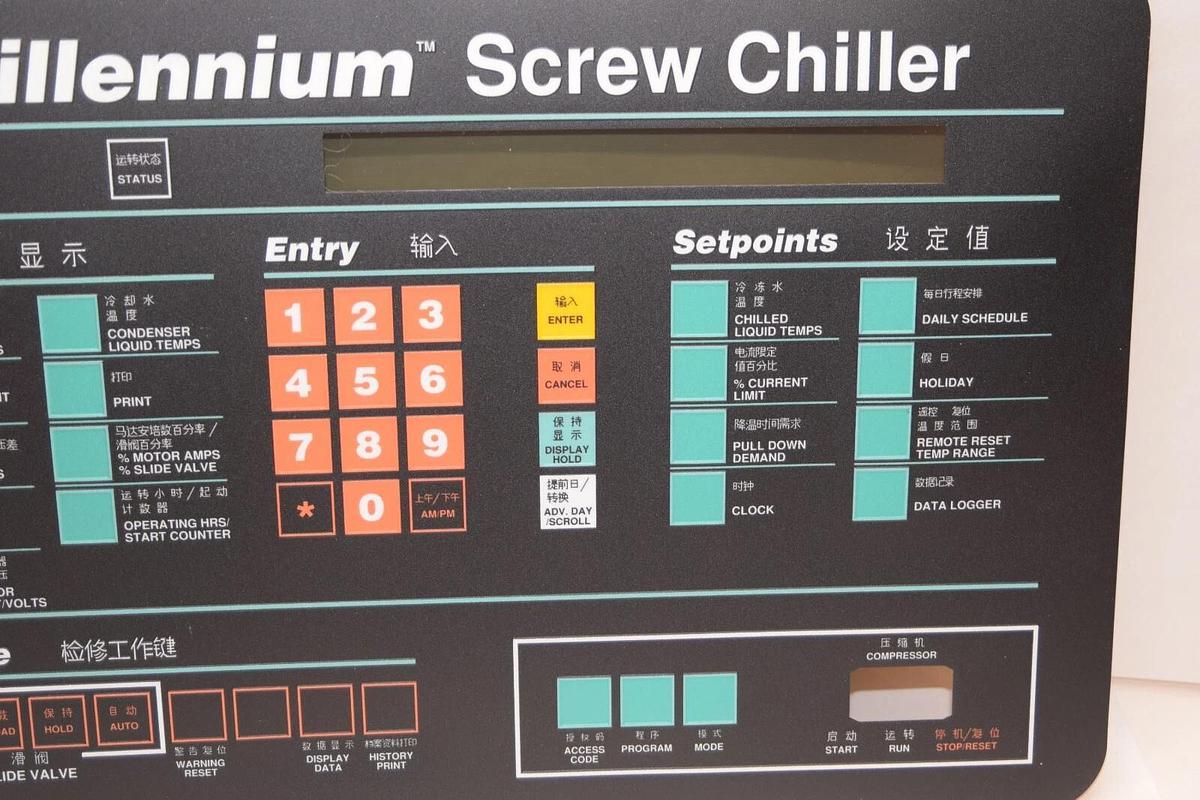 illennium™ Screw Chiller
运转状态
STATUS
显示
冷却水
温度
CONDENSER
LIQUID TEMPS
打印
PRINT
马达安培数百分率/
滑阀百分率
% MOTOR AMPS
% SLIDE VALVE
运转小时/起动
计数器
OPERATING HRS/
START COUNTER
压差
/VOLTS
Entry 输入
1 2 3
4 5 6
7 8 9
* 0
上午/下午
AM/PM
输入
ENTER
取消
CANCEL
保持
显示
DISPLAY
HOLD
提前日/
转换
ADV. DAY
/SCROLL
Setpoints 设定值
冷冻水
温度
CHILLED
LIQUID TEMPS
电流限定
值百分比
% CURRENT
LIMIT
降温时间需求
PULL DOWN
DEMAND
时钟
CLOCK
每日行程安排
DAILY SCHEDULE
假日
HOLIDAY
遥控 复位
温度范围
REMOTE RESET
TEMP RANGE
数据记录
DATA LOGGER
检修工作键
保持
HOLD
自动
AUTO
滑阀
LIDE VALVE
警告复位
WARNING
RESET
数据显示
DISPLAY
DATA
档案资料打印
HISTORY
PRINT
授权码
ACCESS
CODE
程序
PROGRAM
模式
MODE
压缩机
COMPRESSOR
启动
START
运转
RUN
停机/复位
STOP/RESET